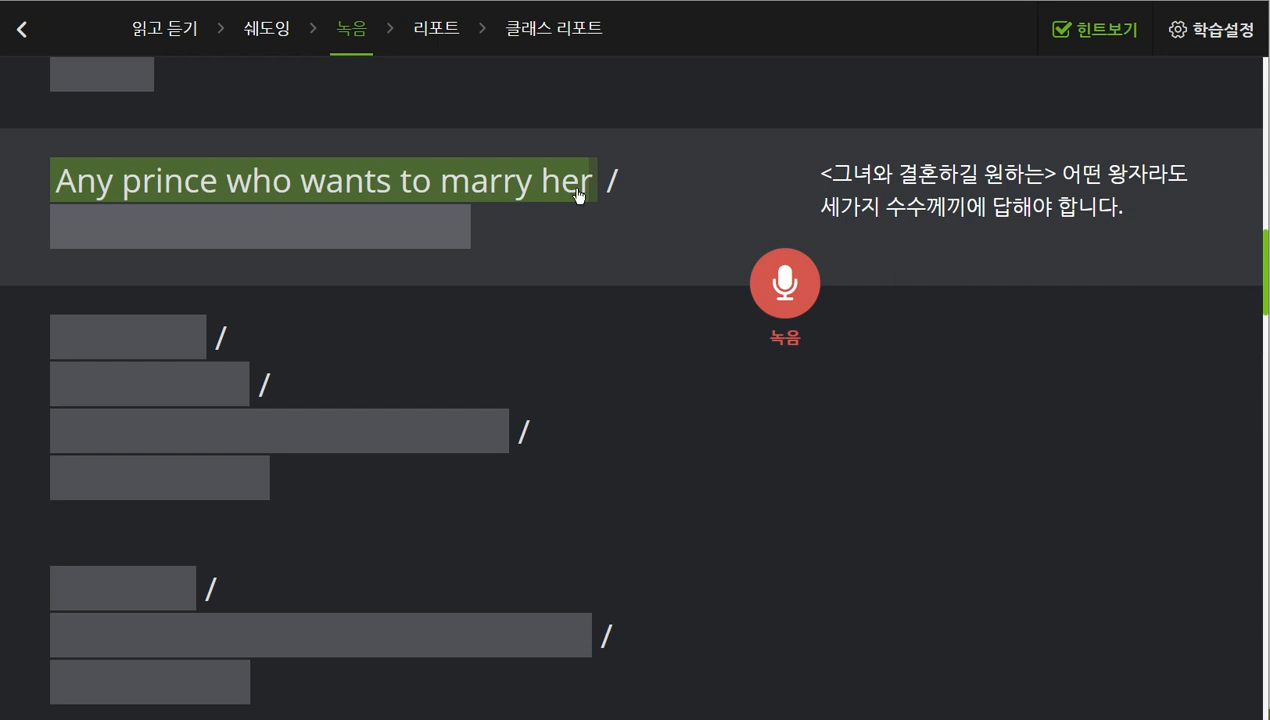 읽고 듣기 > 쉐도잉 > 녹음 > 리포트 > 클래스 리포트
힌트보기
학습설정
Any prince who wants to marry her /
<그녀와 결혼하길 원하는> 어떤 왕자라도
세가지 수수께끼에 답해야 합니다.
녹음
/
/
/
/
/